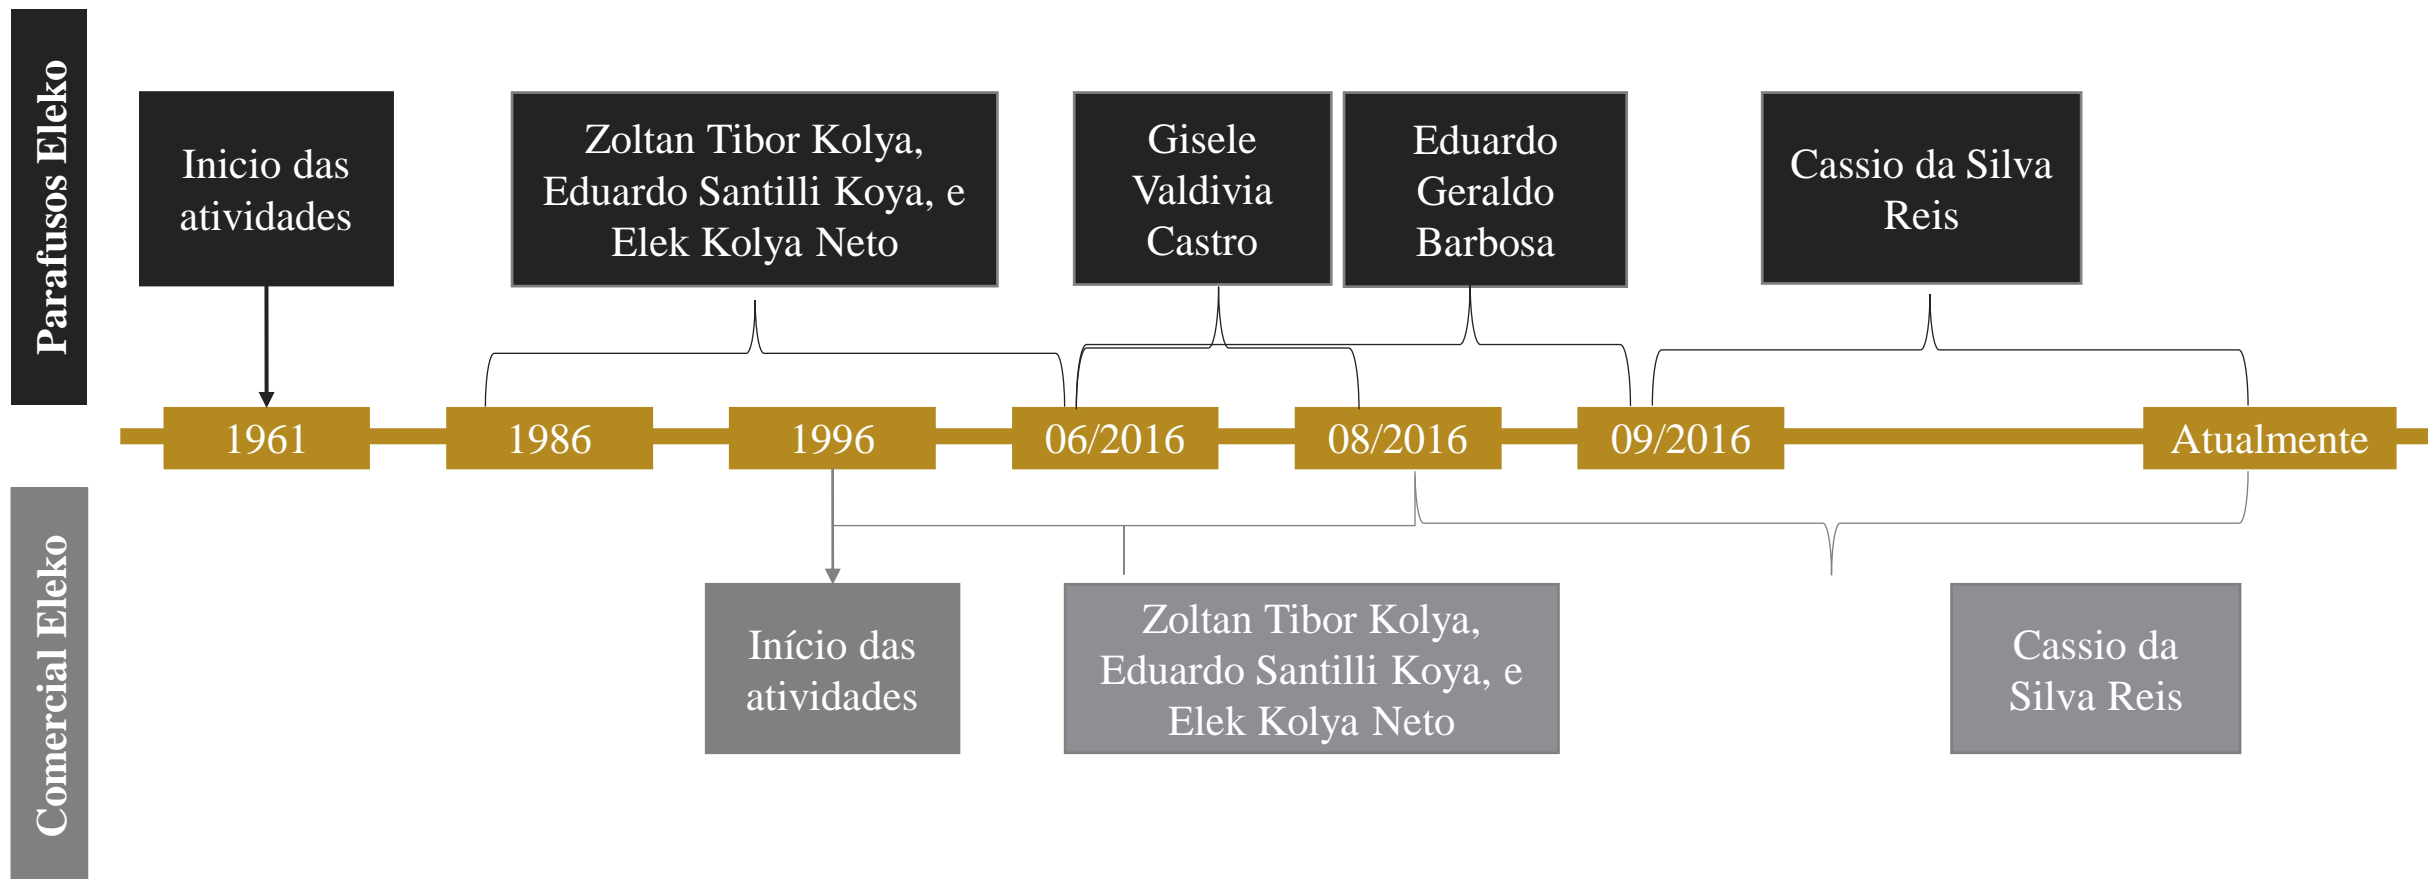 Parafusos Eleko
Inicio das
atividades
Zoltan Tibor Kolya,
Eduardo Santilli Koya, e
Elek Kolya Neto
Gisele
Valdivia
Castro
Eduardo
Geraldo
Barbosa
Cassio da Silva
Reis
1961
1986
1996
06/2016
08/2016
09/2016
Atualmente
Comercial Eleko
Início das
atividades
Zoltan Tibor Kolya,
Eduardo Santilli Koya, e
Elek Kolya Neto
Cassio da
Silva Reis